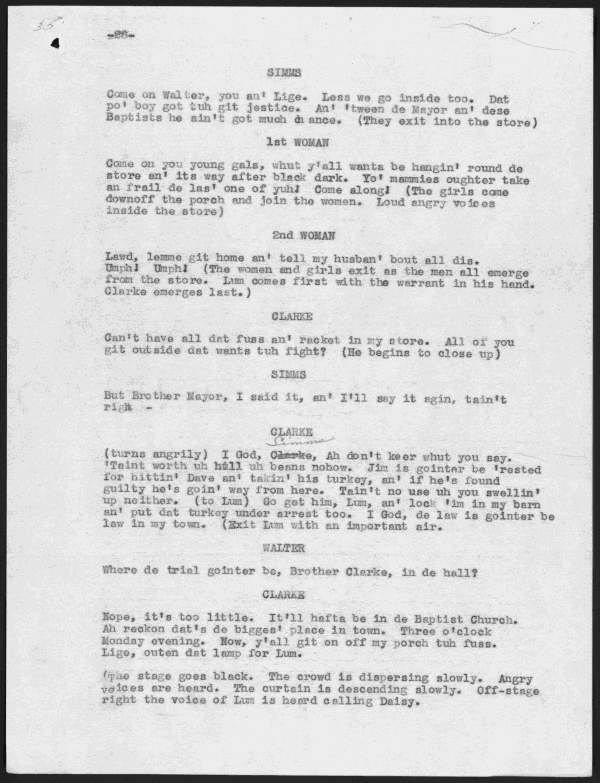 35
4
-28-
SIMMS
Come on Walter, you an' Lige. Less we go inside too. Dat
po' boy got tuh git jestice. An' 'tween de Mayor an' dese
Baptists he ain't got much chance. (They exit into the store)
1st WOMAN
Come on you young gals, whut y'all wanta be hangin' round de
store an' its way after black dark. Yo' mammies oughter take
an frail de las' one of yuh! Come along! (The girls come
downoff the porch and join the women. Loud angry voices
inside the store)
2nd WOMAN
Lawd, lemme git home an' tell my husban' bout all dis.
Umph! Umph! (The women and girls exit as the men all emerge
from the store. Lum comes first with the warrant in his hand.
Clarke emerges last.)
CLARKE
Can't have all dat fuss an' racket in my store. All of you
git outside dat wants tuh fight? (He begins to close up)
SIMMS
But Brother Mayor, I said it, an' I'll say it agin, tain't
righ -
CLARKE
Simms
(turns angrily) I God, Clarke, Ah don't keer whut you say.
'Taint worth uh hull uh beans nohow. Jim is gointer be 'rested
for hittin' Dave an' takin' his turkey, an' if he's found
guilty he's goin' way from here. Tain't no use uh you swellin'
up neither. (to Lum) Go get him, Lum, an' lock 'im in my barn
an' put dat turkey under arrest too. I God, de law is gointer be
law in my town. (Exit Lum with an important air.
WALTER
Where de trial gointer be, Brother Clarke, in de hall?
CLARKE
Nope, it's too little. It'll hafta be in de Baptist Church.
Ah reckon dat's de bigges' place in town. Three o'clock
Monday evening. Now, y'all git on off my porch tuh fuss.
Lige, outen dat lamp for Lum.
(The stage goes black. The crowd is dispersing slowly. Angry
voices are heard. The curtain is descending slowly. Off-stage
right the voice of Lum is heard calling Daisy.